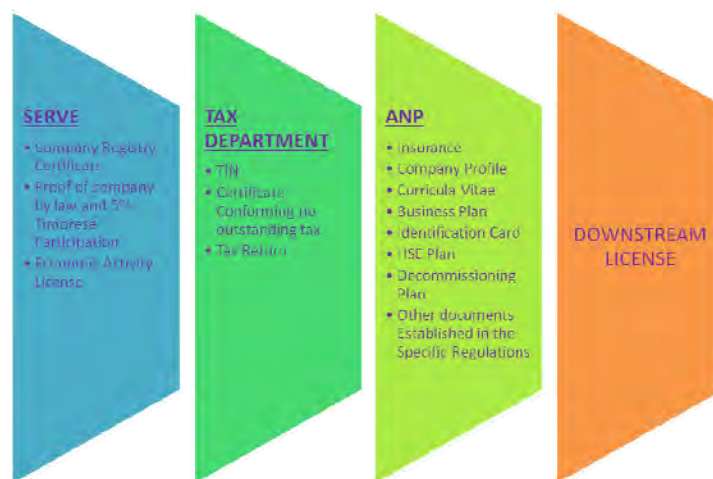 SERVE
• Company Registry
Certificate
• Proof of company
by law and 5%
Timorese
Participation
• Economic Activity
License
TAX
DEPARTMENT
• TIN
• Certificate
Conforming no
outstanding tax
• Tax Return
ANP
• Insurance
• Company Profile
• Curricula Vitae
• Business Plan
• Identification Card
• HSE Plan
• Decommissioning
Plan
• Other documents
Established in the
Specific Regulations
DOWNSTREAM
LICENSE